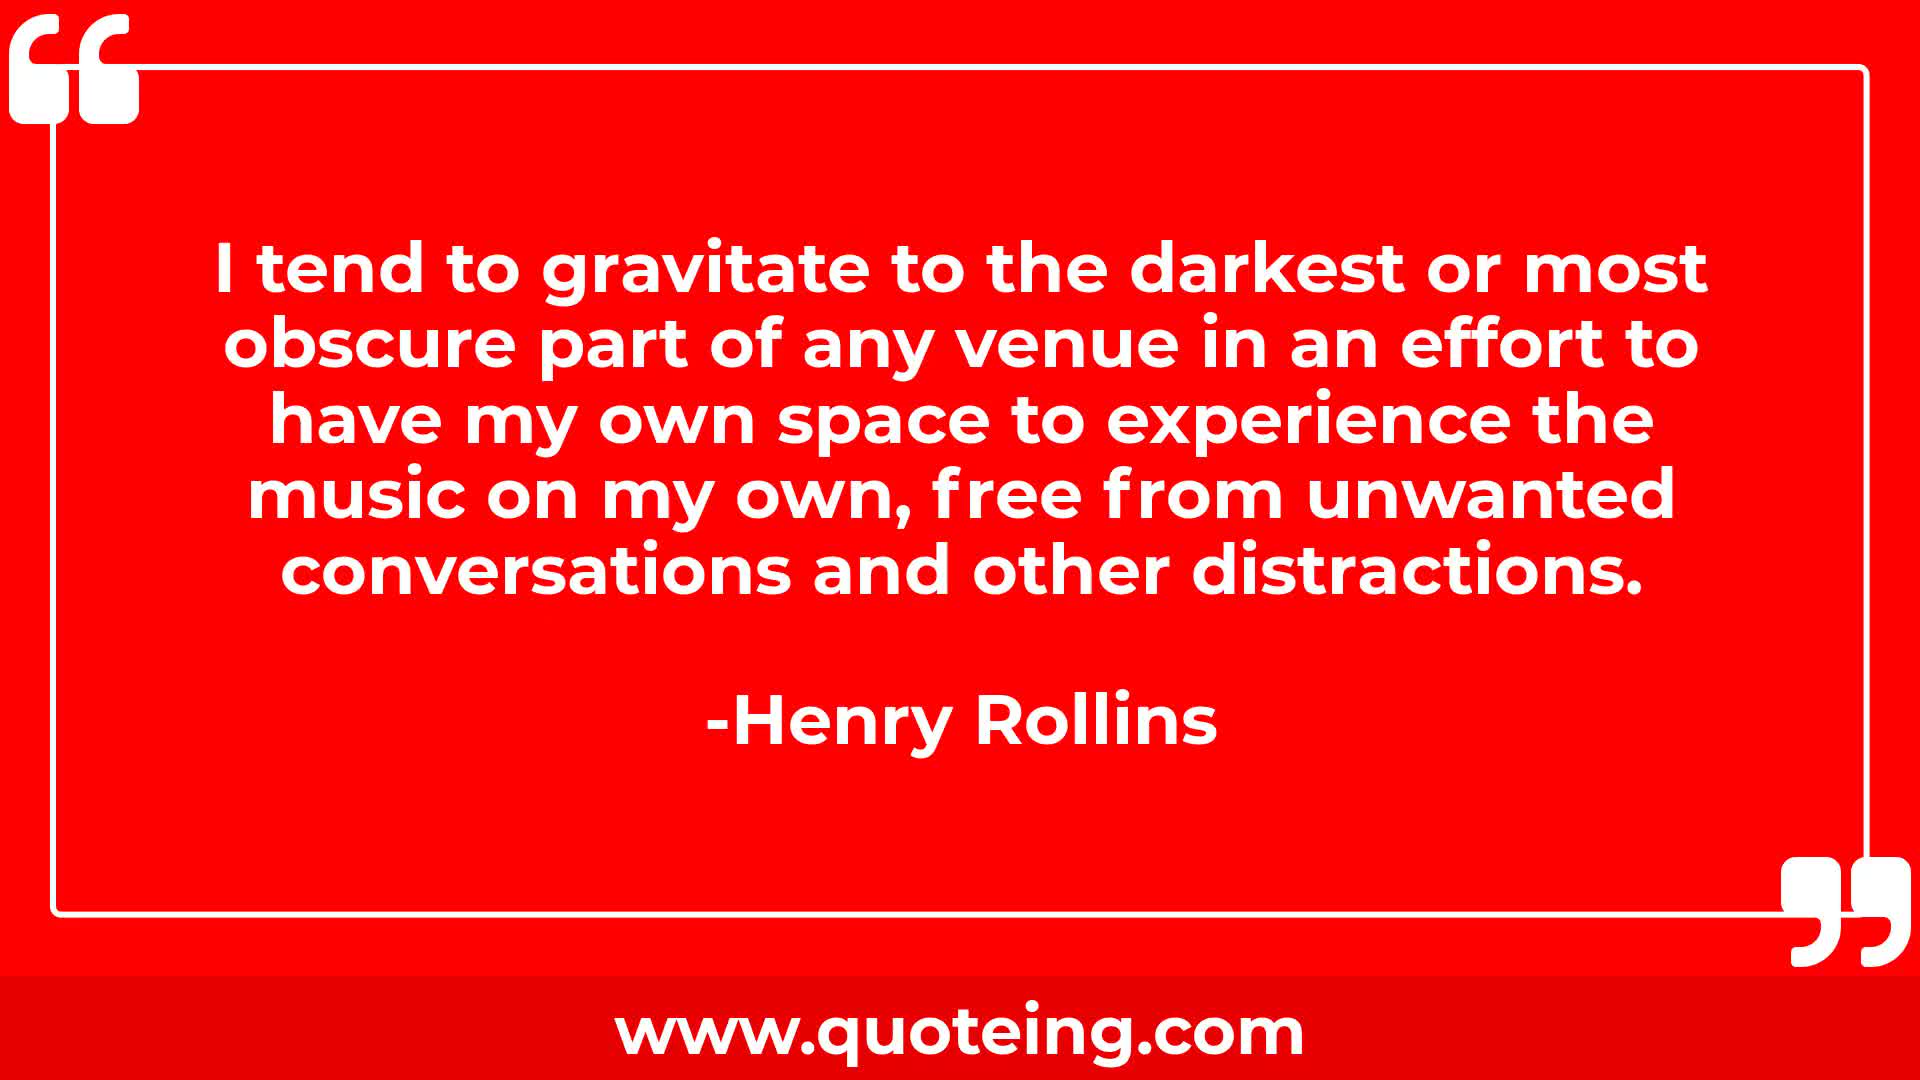 I tend to gravitate to the darkest or most
obscure part of any venue in an effort to
have my own space to experience the
music on my own, free from unwanted
conversations and other distractions.
-Henry Rollins
www.quoteing.com